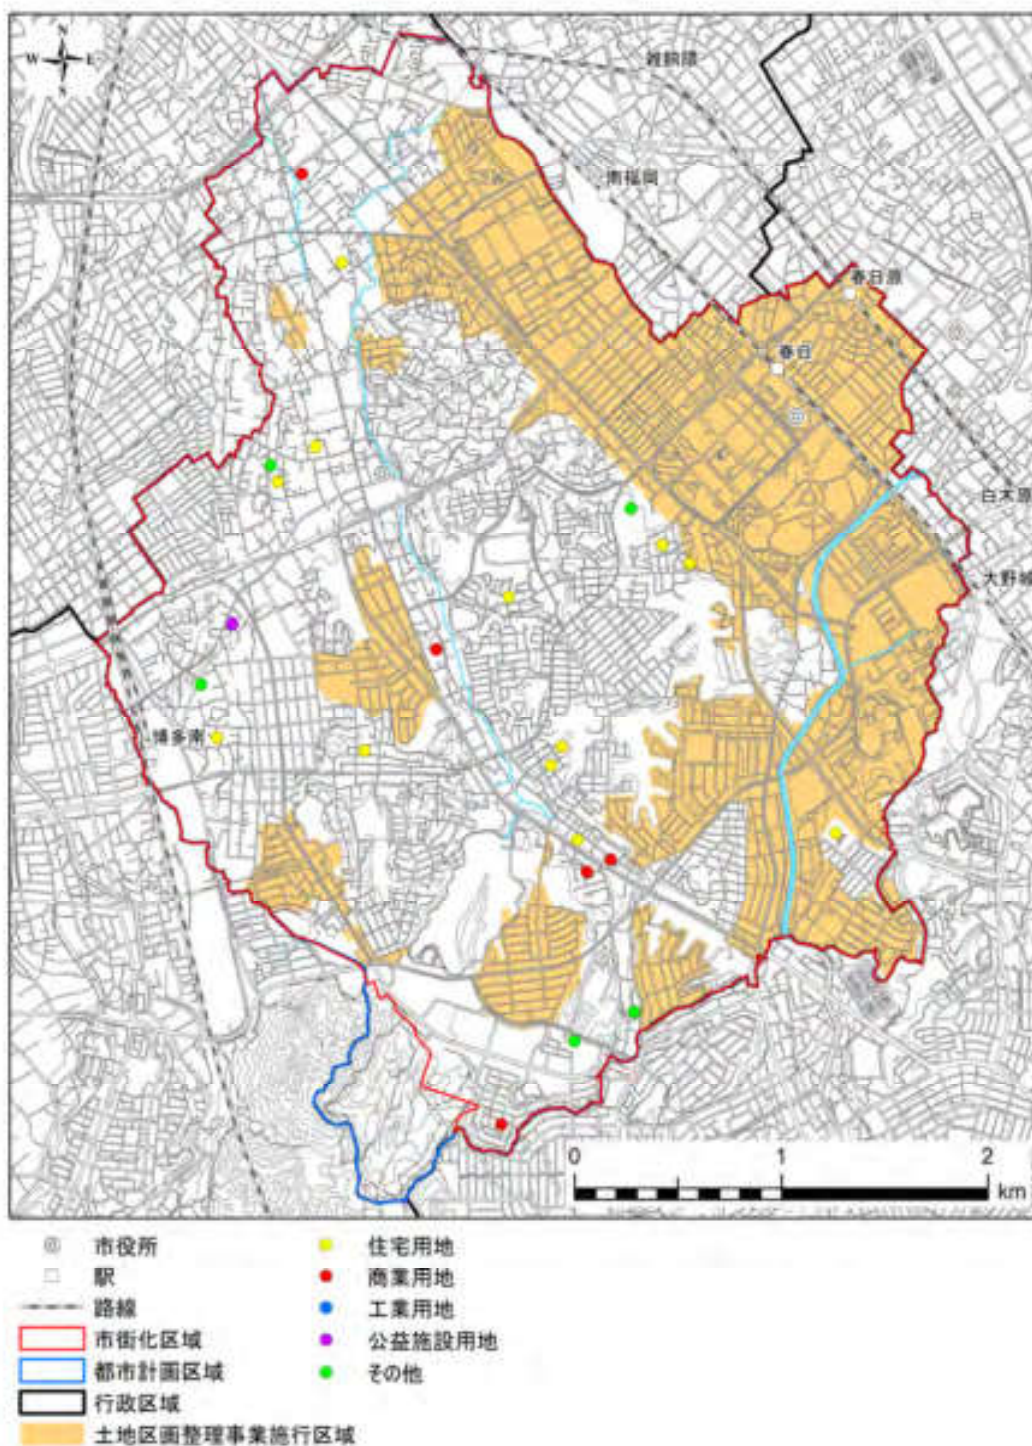 N
W E
S
雑餉隈
南福岡
春日原
春日
白木原
大野城
博多南
0 1 2
km
市役所
駅
路線
市街化区域
都市計画区域
行政区域
土地区画整理事業施行区域
住宅用地
商業用地
工業用地
公益施設用地
その他